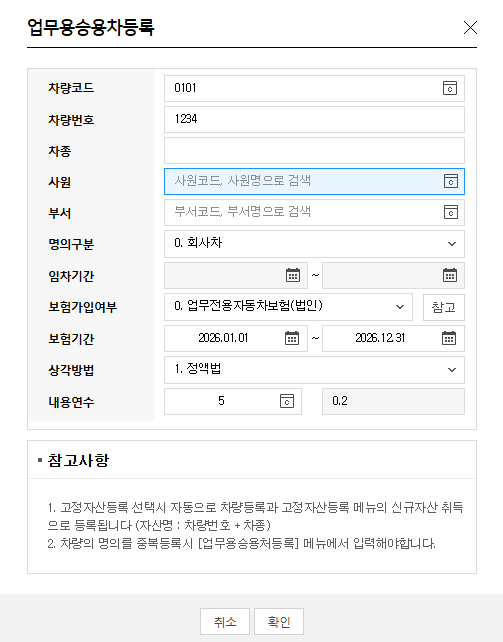 업무용승용차등록
차량코드 0101
차량번호 1234
차종
사원 사원코드, 사원명으로 검색
부서 부서코드, 부서명으로 검색
명의구분 0. 회사차
임차기간 ~
보험가입여부 0. 업무전용자동차보험(법인) 참고
보험기간 2026.01.01 ~ 2026.12.31
상각방법 1. 정액법
내용연수 5 0.2
참고사항
1. 고정자산등록 선택시 자동으로 차량등록과 고정자산등록 메뉴의 신규자산 취득
으로 등록됩니다 (자산명 : 차량번호 + 차종)
2. 차량의 명의를 중복등록시 [업무용승용처등록] 메뉴에서 입력해야합니다.
취소 확인